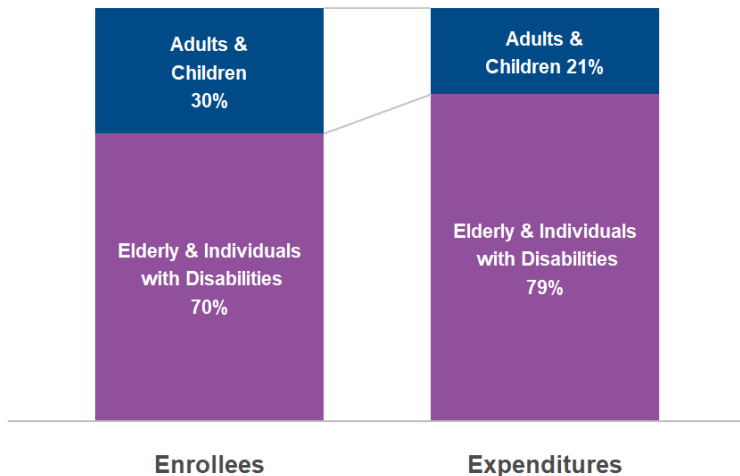 Adults &
Children
30%
Adults &
Children 21%
Elderly & Individuals
with Disabilities
70%
Elderly & Individuals
with Disabilities
79%
Enrollees
Expenditures